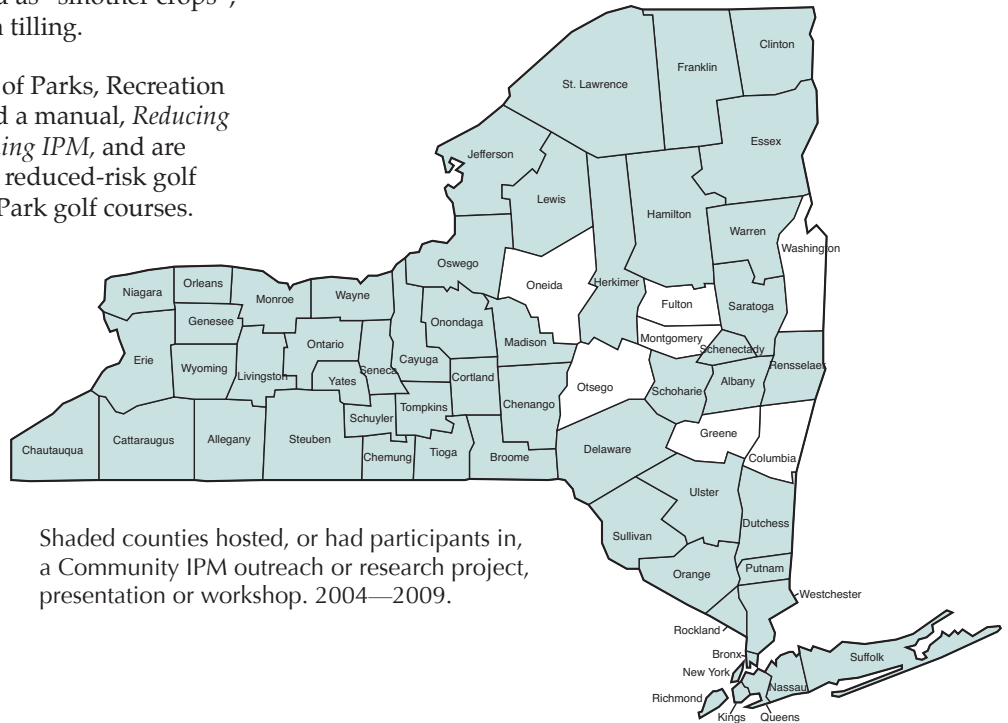 d as “smother crops”,
n tilling.
of Parks, Recreation
d a manual, Reducing
ing IPM, and are
reduced-risk golf
Park golf courses.
Clinton
Franklin
St. Lawrence
Essex
Jefferson
Lewis
Hamilton
Warren
Washington
Oswego
Oneida
Herkimer
Fulton
Saratoga
Niagara
Orleans
Monroe
Wayne
Genesee
Onondaga
Madison
Montgomery
Schenectady
Ontario
Erie
Wyoming
Livingston
Yates
Seneca
Cayuga
Cortland
Chenango
Otsego
Schoharie
Albany
Rensselaer
Tompkins
Schuyler
Greene
Columbia
Chautauqua
Cattaraugus
Allegany
Steuben
Chemung
Tioga
Broome
Delaware
Ulster
Dutchess
Sullivan
Orange
Putnam
Shaded counties hosted, or had participants in,
a Community IPM outreach or research project,
presentation or workshop. 2004—2009.
Westchester
Rockland
Bronx
New York
Suffolk
Nassau
Richmond
Kings
Queens